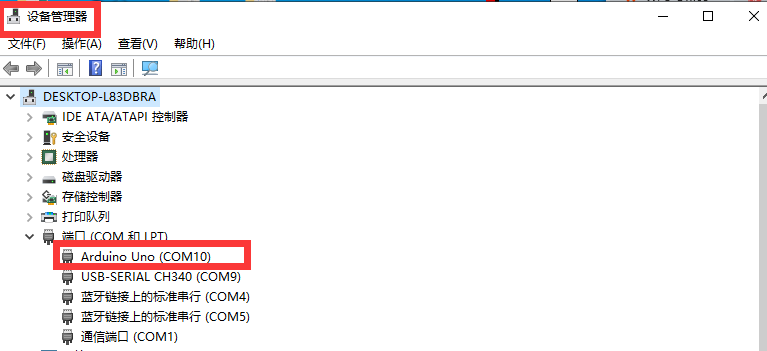 设备管理器
文件(F) 操作(A) 查看(V) 帮助(H)
DESKTOP-L83DBRA
IDE ATA/ATAPI 控制器
安全设备
处理器
磁盘驱动器
存储控制器
打印队列
端口 (COM 和 LPT)
Arduino Uno (COM10)
USB-SERIAL CH340 (COM9)
蓝牙链接上的标准串行 (COM4)
蓝牙链接上的标准串行 (COM5)
通信端口 (COM1)